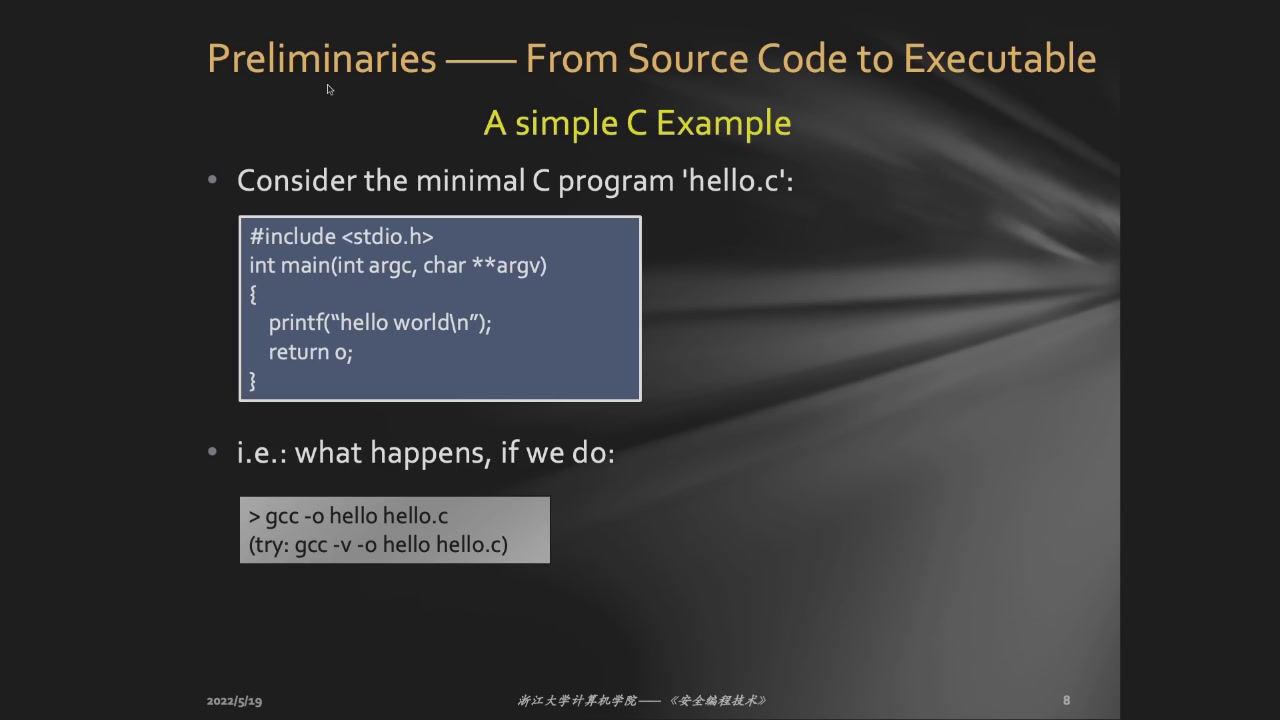 Preliminaries —— From Source Code to Executable
A simple C Example
• Consider the minimal C program 'hello.c':
#include <stdio.h>
int main(int argc, char **argv)
{
printf(“hello world\n”);
return 0;
}
• i.e.: what happens, if we do:
> gcc -o hello hello.c
(try: gcc -v -o hello hello.c)
2022/5/19
浙江大学计算机学院——《安全编程技术》
8